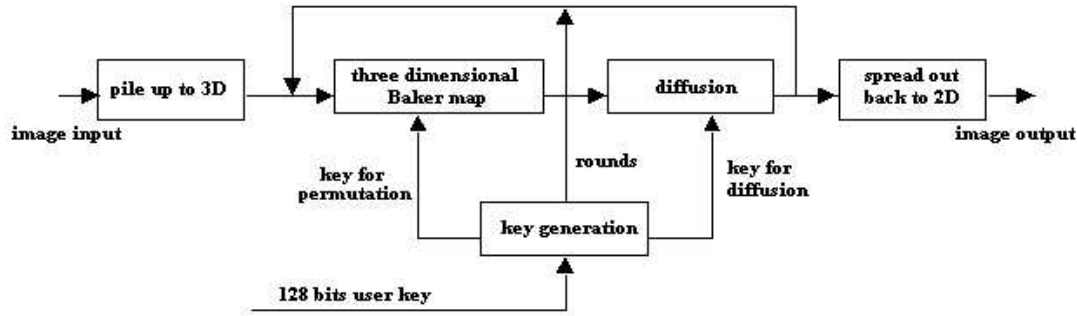 pile up to 3D
three dimensional
Baker map
diffusion
spread out
back to 2D
image input
image output
key for
permutation
rounds
key for
diffusion
key generation
128 bits user key